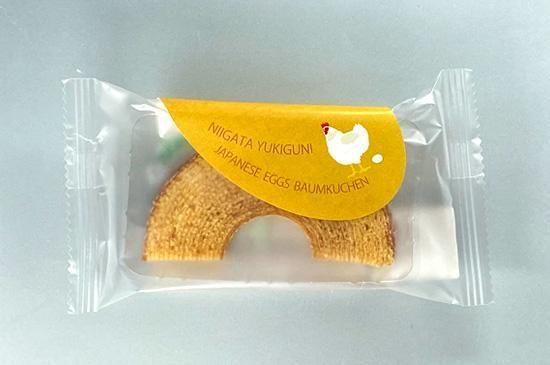 NIIGATA YUKIGUNI
JAPANESE EGGS BAUMKUCHEN